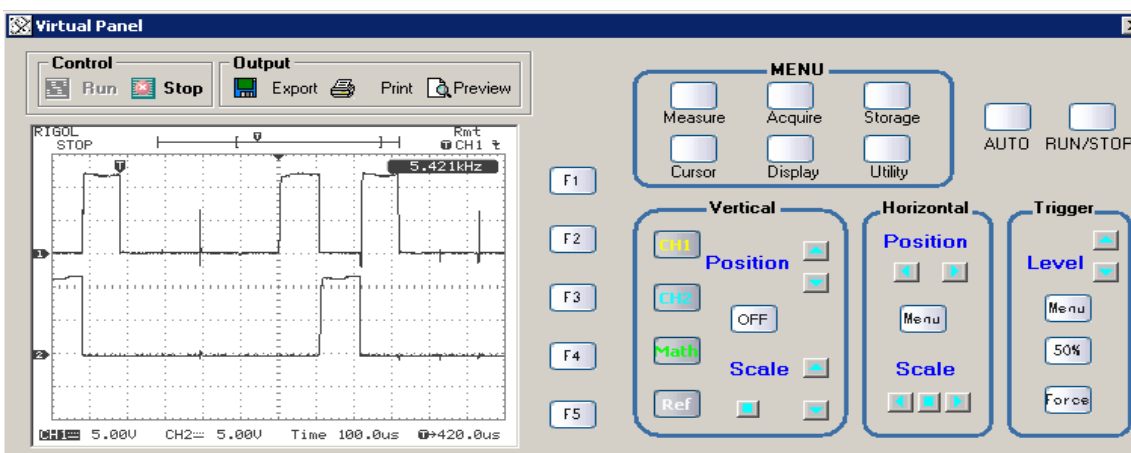 Virtual Panel
Control
Run Stop
Output
Export Print Preview
RIGOL
STOP
Rmt
T CH1
T
5.421kHz
1
2
CH1 5.00V CH2 5.00V Time 100.0us T→420.0us
F1
F2
F3
F4
F5
MENU
Measure Acquire Storage
Cursor Display Utility
AUTO RUN/STOP
Vertical
CH1
Position
CH2
OFF
Math
Scale
Ref
Horizontal
Position
Menu
Scale
Trigger
Level
Menu
50%
Force